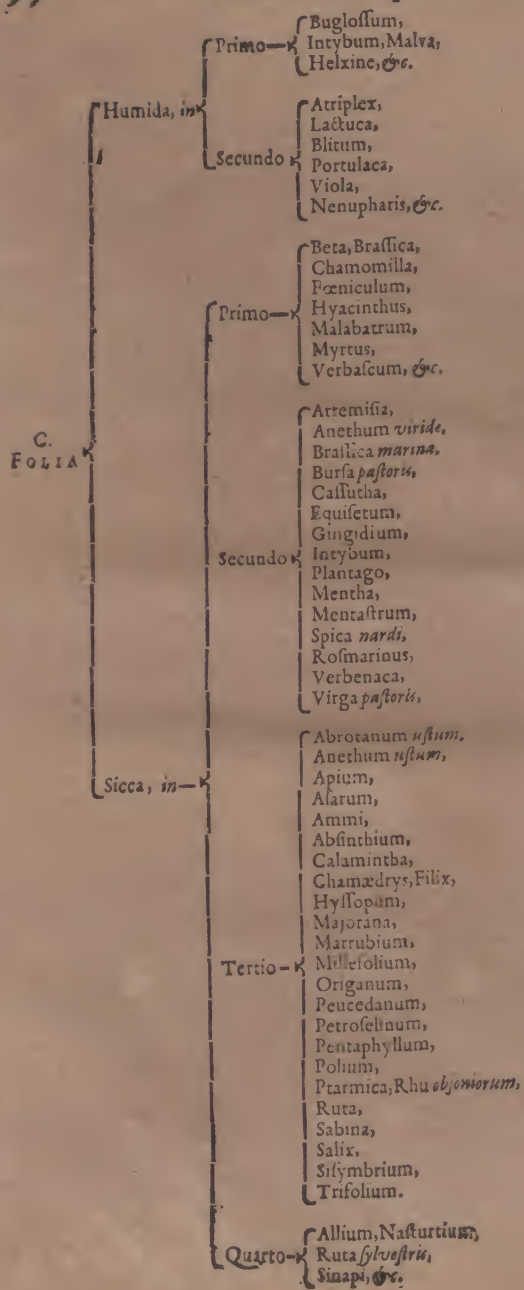 Primo
Bugloſſum,
Intybum, Malva,
Helxine, &c.
Humida, in
Secundo
Atriplex,
Lactuca,
Blitum,
Portulaca,
Viola,
Nenupharis, &c.
C.
FOLIA
Primo
Beta, Braſſica,
Chamomilla,
Fœniculum,
Hyacinthus,
Malabatrum,
Myrtus,
Verbaſcum, &c.
Secundo
Artemiſia,
Anethum viride,
Braſſica marina,
Burſa paſtoris,
Caſſutha,
Equiſetum,
Gingidium,
Intybum,
Plantago,
Mentha,
Mentaſtrum,
Spica nardi,
Roſmarinus,
Verbenaca,
Virga paſtoris,
Sicca, in
Tertio
Abrotanum uſtum,
Anethum uſtum,
Apium,
Aſarum,
Ammi,
Abſinthium,
Calamintha,
Chamædrys, Filix,
Hyſſopum,
Majorana,
Marrubium,
Millefolium,
Origanum,
Peucedanum,
Petroſelinum,
Pentaphyllum,
Polium,
Ptarmica, Rhu obſoniorum,
Ruta,
Sabina,
Salix,
Siſymbrium,
Trifolium.
Quarto
Allium, Naſturtium,
Ruta ſylveſtris,
Sinapi, &c.